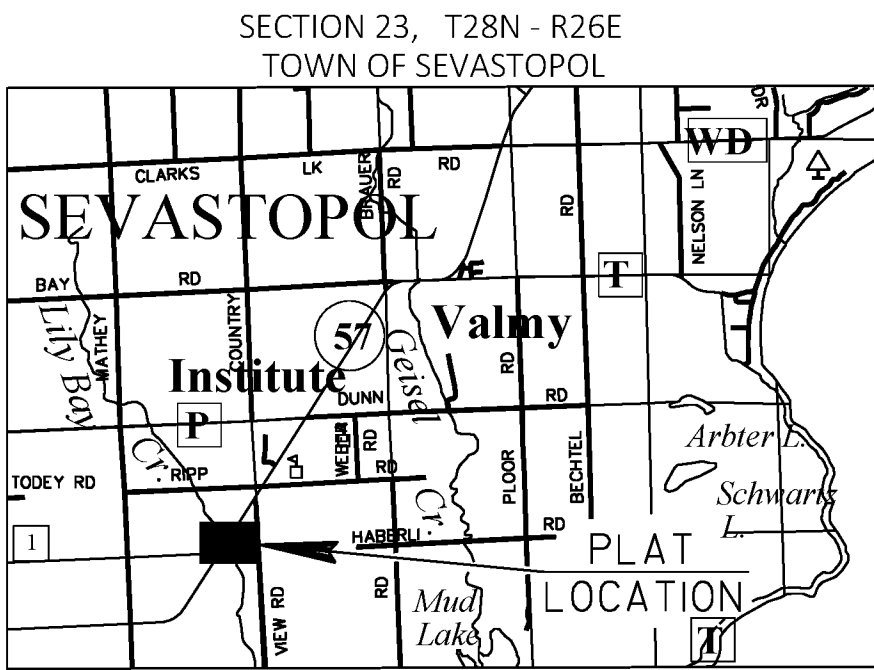 SECTION 23, T28N - R26E
TOWN OF SEVASTOPOL
WD
CLARKS LK RD
BRAUER RD
NELSON LN
DR
RD
SEVASTOPOL
BAY RD
T
COUNTRY
MATHEY
Lily Bay Cr.
57
Geisel Cr.
Valmy
Institute
RD
DUNN RD
P
WEBER RD
Arbter L.
TODEY RD
RIPP RD
PLOOR
BECHTEL
Schwartz
L.
1
HABERLI RD
PLAT
LOCATION
VIEW RD
RD
Mud
Lake
T